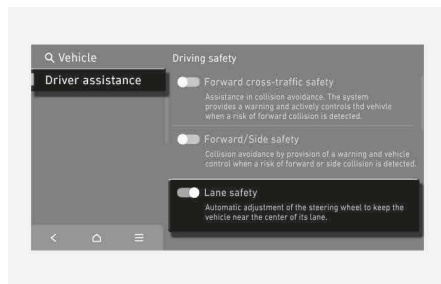 Vehicle
Driving safety
Driver assistance
Forward cross-traffic safety
Assistance in collision avoidance. The system
provides a warning and actively controls thd vehivte
when a risk of forward collision is detected.
Forward/Side safety
Collision avoidance by provision of a warning and vehicle
control when a risk of forward or side collision is detected.
Lane safety
Automatic adjustment of the steering wheel to keep the
vehicle near the center of its lane.